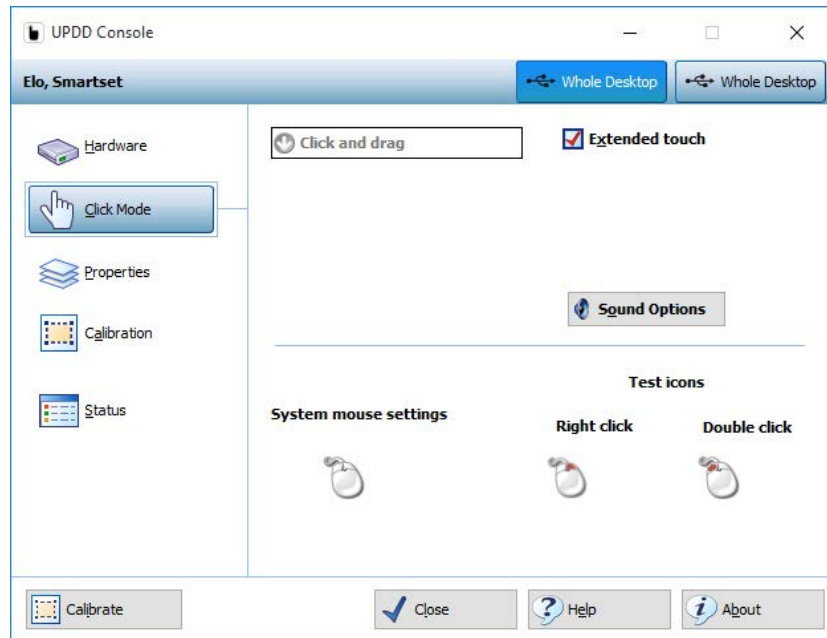 UPDD Console
Elo, Smartset
Whole Desktop
Whole Desktop
Hardware
Click Mode
Properties
Calibration
Status
Click and drag
Extended touch
Sound Options
Test icons
System mouse settings
Right click
Double click
Calibrate
Close
Help
About